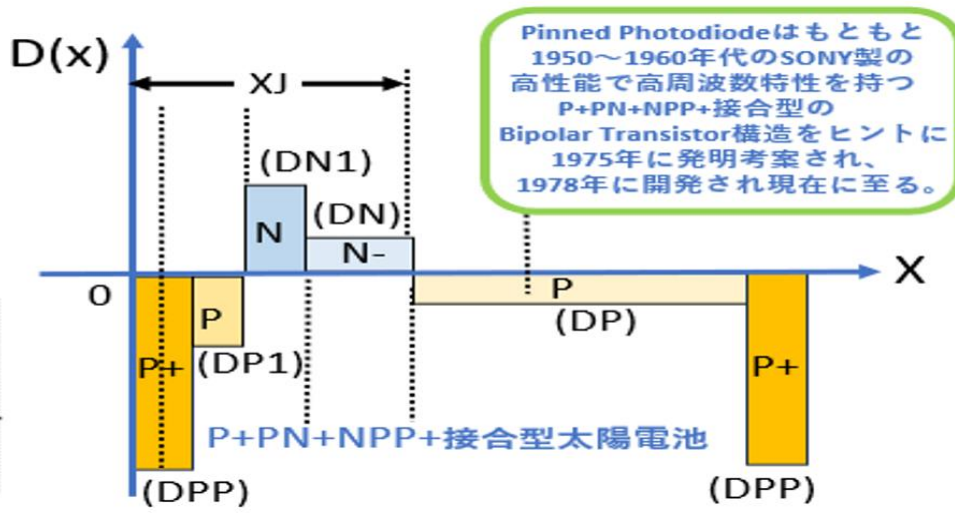 D(x)
XJ
Pinned Photodiodeはもともと
1950～1960年代のSONY製の
高性能で高周波数特性を持つ
P+PN+NPP+接合型の
Bipolar Transistor構造をヒントに
1975年に発明考案され、
1978年に開発され現在に至る。
(DN1)
(DN)
N
N-
X
0
P
P
(DP1)
(DP)
P+
P+
P+PN+NPP+接合型太陽電池
(DPP)
(DPP)